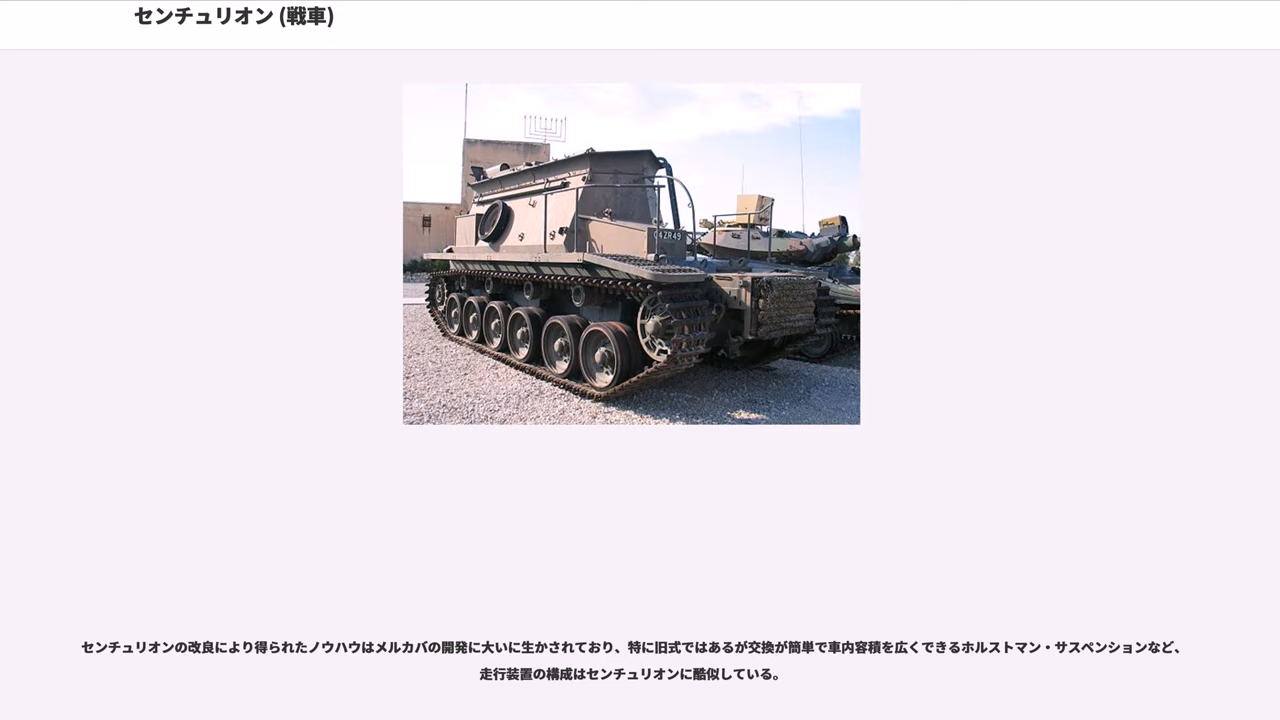 センチュリオン (戦車)
04ZR49
センチュリオンの改良により得られたノウハウはメルカバの開発に大いに生かされており、特に旧式ではあるが交換が簡単で車内容積を広くできるホルストマン・サスペンションなど、
走行装置の構成はセンチュリオンに酷似している。